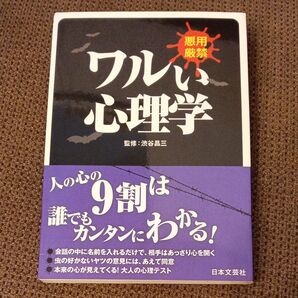 悪用
厳禁
ワルい
心理学
監修:渋谷昌三
人の心の
9割は
誰でも
カンタンに
わかる!
●会話の中に名前を入れるだけで、相手はあっさり心を開く
●虫の好かないヤツの意見には、あえて同意
●本来の心が見えてくる!大人の心理テスト
日本文芸社